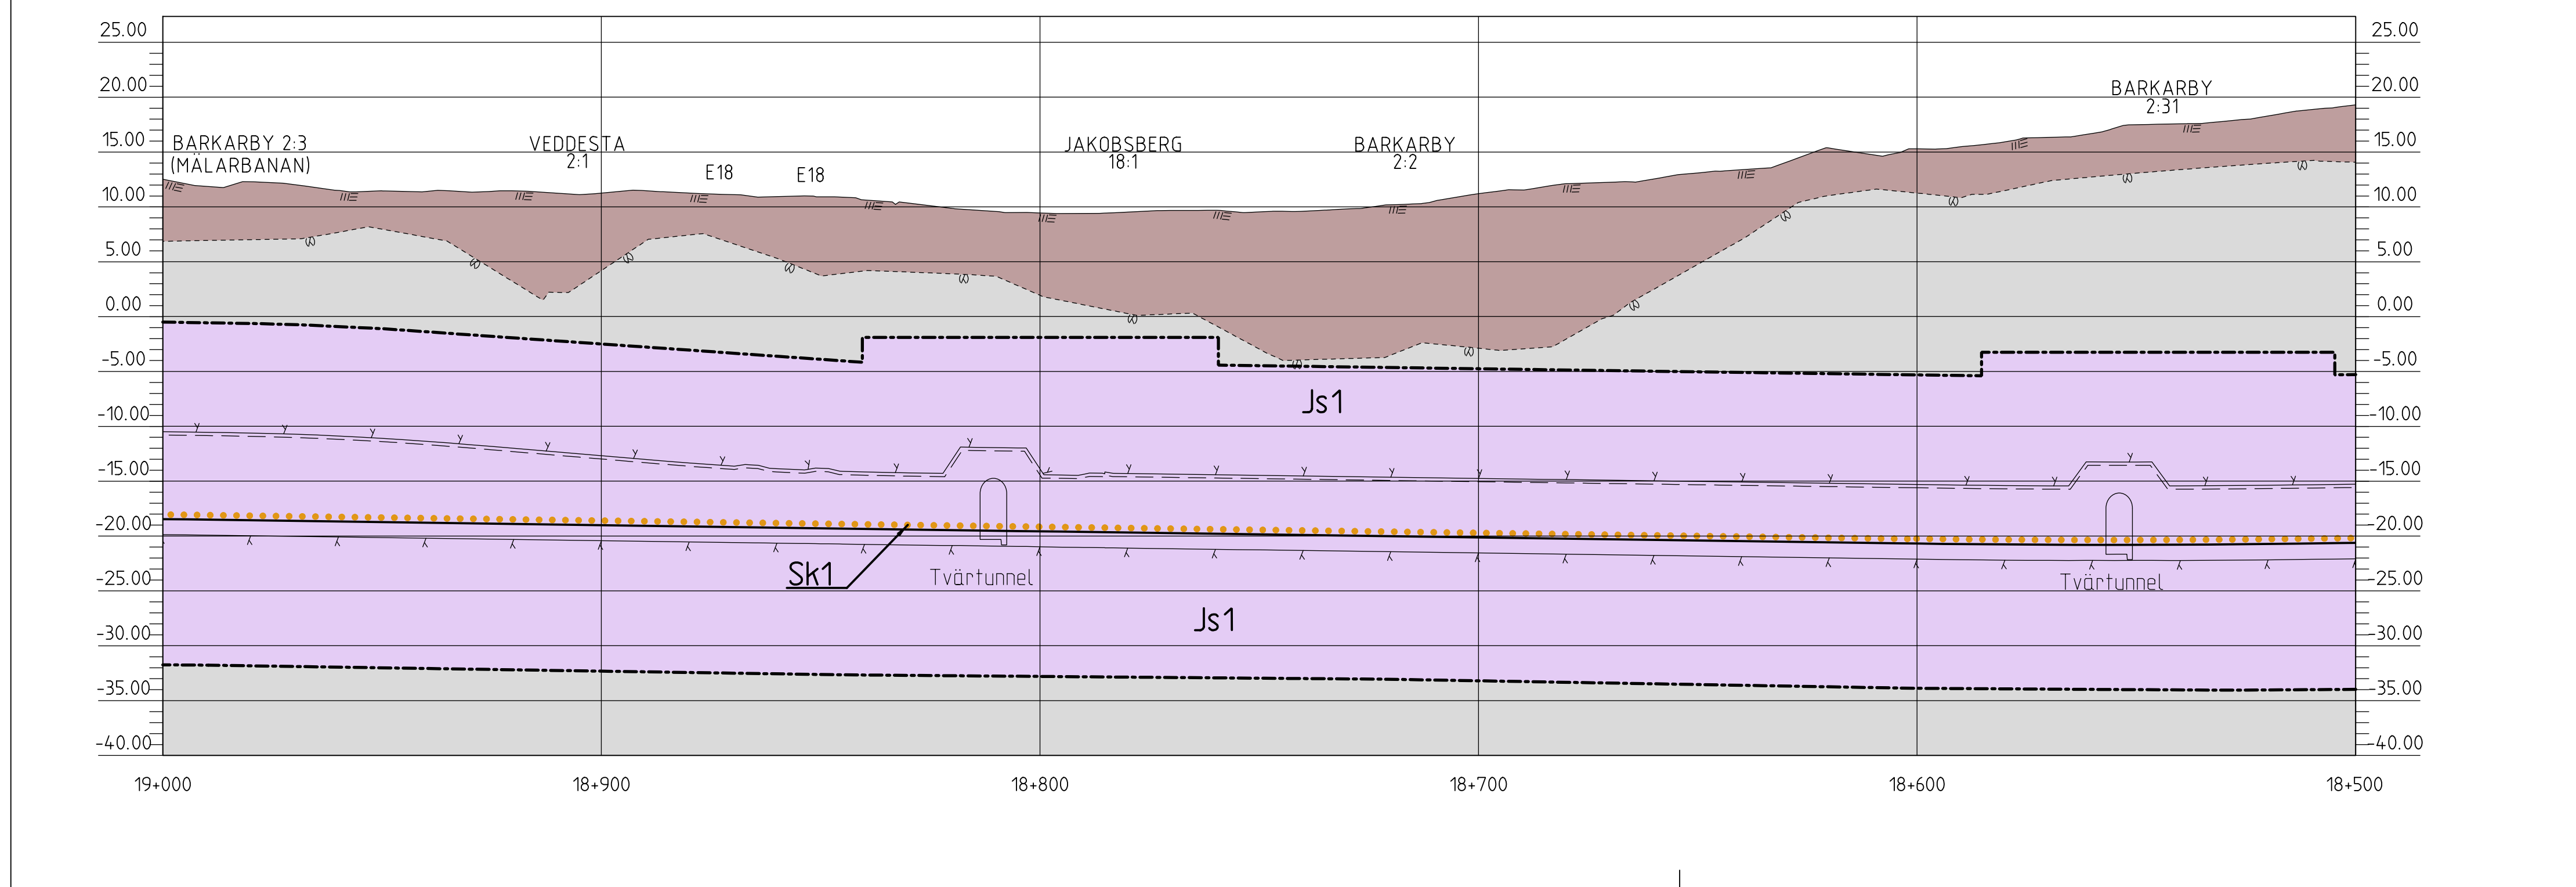 25.00 25.00
20.00 BARKARBY 20.00
2:31
15.00 BARKARBY 2:3 VEDDESTA JAKOBSBERG BARKARBY 15.00
(MÄLARBANAN) 2:1 E18 E18 18:1 2:2
10.00 10.00
5.00 5.00
0.00 0.00
-5.00 -5.00
Js1
-10.00 -10.00
-15.00 -15.00
-20.00 -20.00
Sk1 Tvärtunnel Tvärtunnel
-25.00 -25.00
Js1
-30.00 -30.00
-35.00 -35.00
-40.00 -40.00
19+000 18+900 18+800 18+700 18+600 18+500